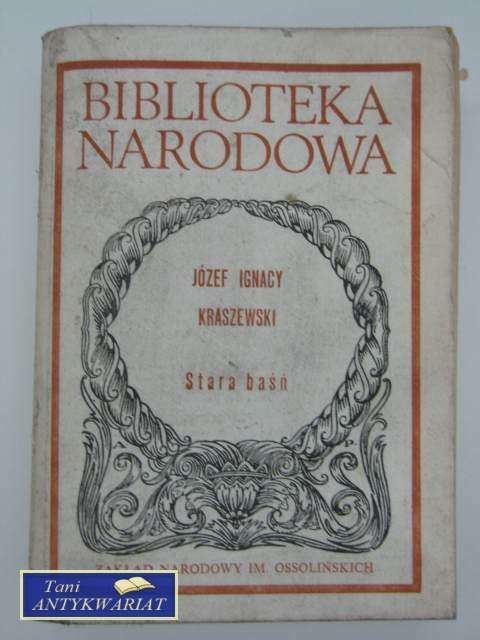 BIBLIOTEKA
NARODOWA
JÓZEF IGNACY
KRASZEWSKI
Stara baśń
ZAKŁAD NARODOWY IM. OSSOLIŃSKICH
Tani
ANTYKWARIAT